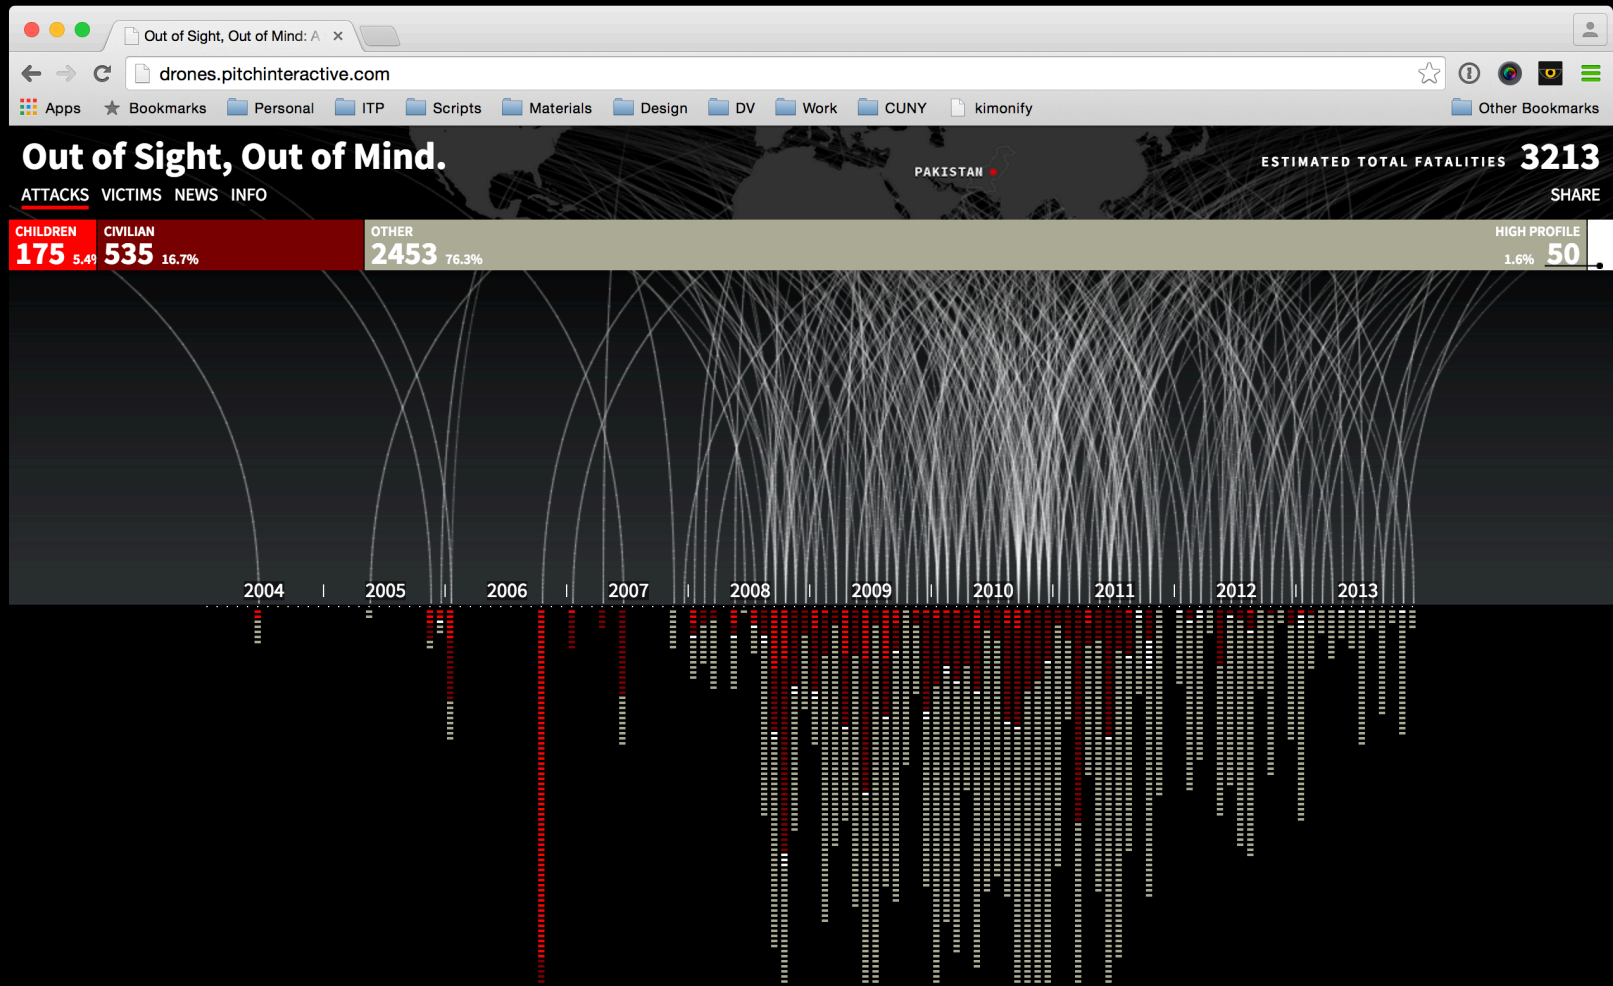 Out of Sight, Out of Mind: A
drones.pitchinteractive.com
Apps Bookmarks Personal ITP Scripts Materials Design DV Work CUNY kimonify Other Bookmarks
Out of Sight, Out of Mind.
PAKISTAN
ESTIMATED TOTAL FATALITIES 3213
ATTACKS VICTIMS NEWS INFO SHARE
CHILDREN CIVILIAN OTHER HIGH PROFILE
175 5.4% 535 16.7% 2453 76.3% 1.6% 50
2004 2005 2006 2007 2008 2009 2010 2011 2012 2013